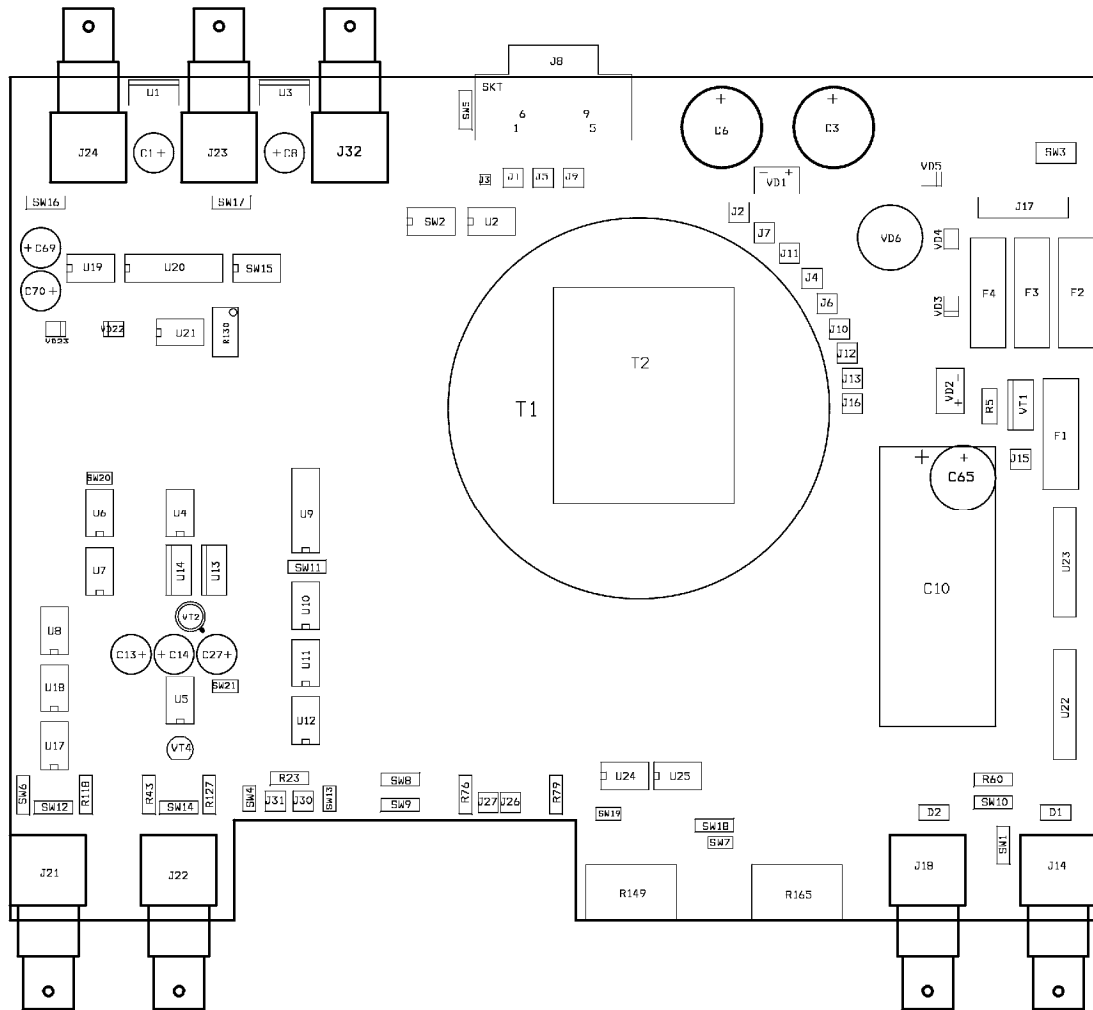 J8
SKT
U1
U3
SW5
6
9
1
5
+
+
C6
C3
J24
C1+
J23
+C8
J32
SW3
VD5
J3
J1
J5
J9
- +
VD1
SW16
SW17
J2
J17
SW2
U2
J7
VD6
VD4
+C69
J11
U19
U20
SW15
J4
C70+
F4
F3
F2
J6
VD3
VD23
VD22
U21
R130
J10
J12
T2
J13
VD2
-
+
R5
VT1
J16
T1
F1
+
+
J15
SW20
C65
U6
U4
U9
U7
U14
U13
SW11
U23
C10
VT2
U10
U8
C13+
+C14
C27+
U11
U18
SW21
U5
U12
U22
U17
VT4
SW6
R118
R43
R127
R23
SW8
R76
U24
U25
R60
SW4
J31
J30
SW13
SW9
J27
J26
R79
SW12
SW14
SW19
SW10
D2
D1
SW18
SW7
SW1
J21
J22
J18
J14
R149
R165